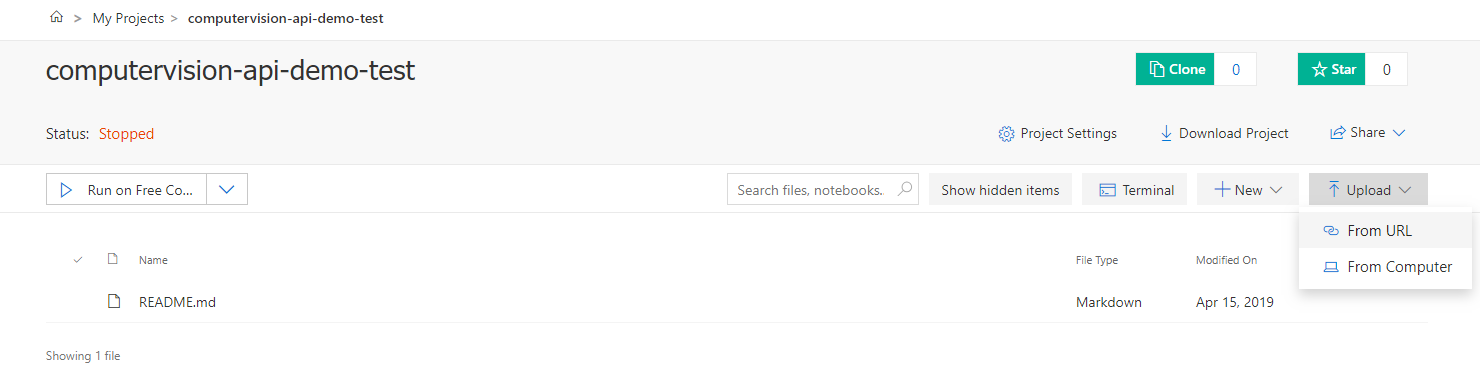 > My Projects > computervision-api-demo-test
computervision-api-demo-test
Clone 0 Star 0
Status: Stopped
Project Settings Download Project Share
Run on Free Co... Search files, notebooks.. Show hidden items Terminal New Upload
From URL
Name File Type Modified On
From Computer
README.md Markdown Apr 15, 2019
Showing 1 file